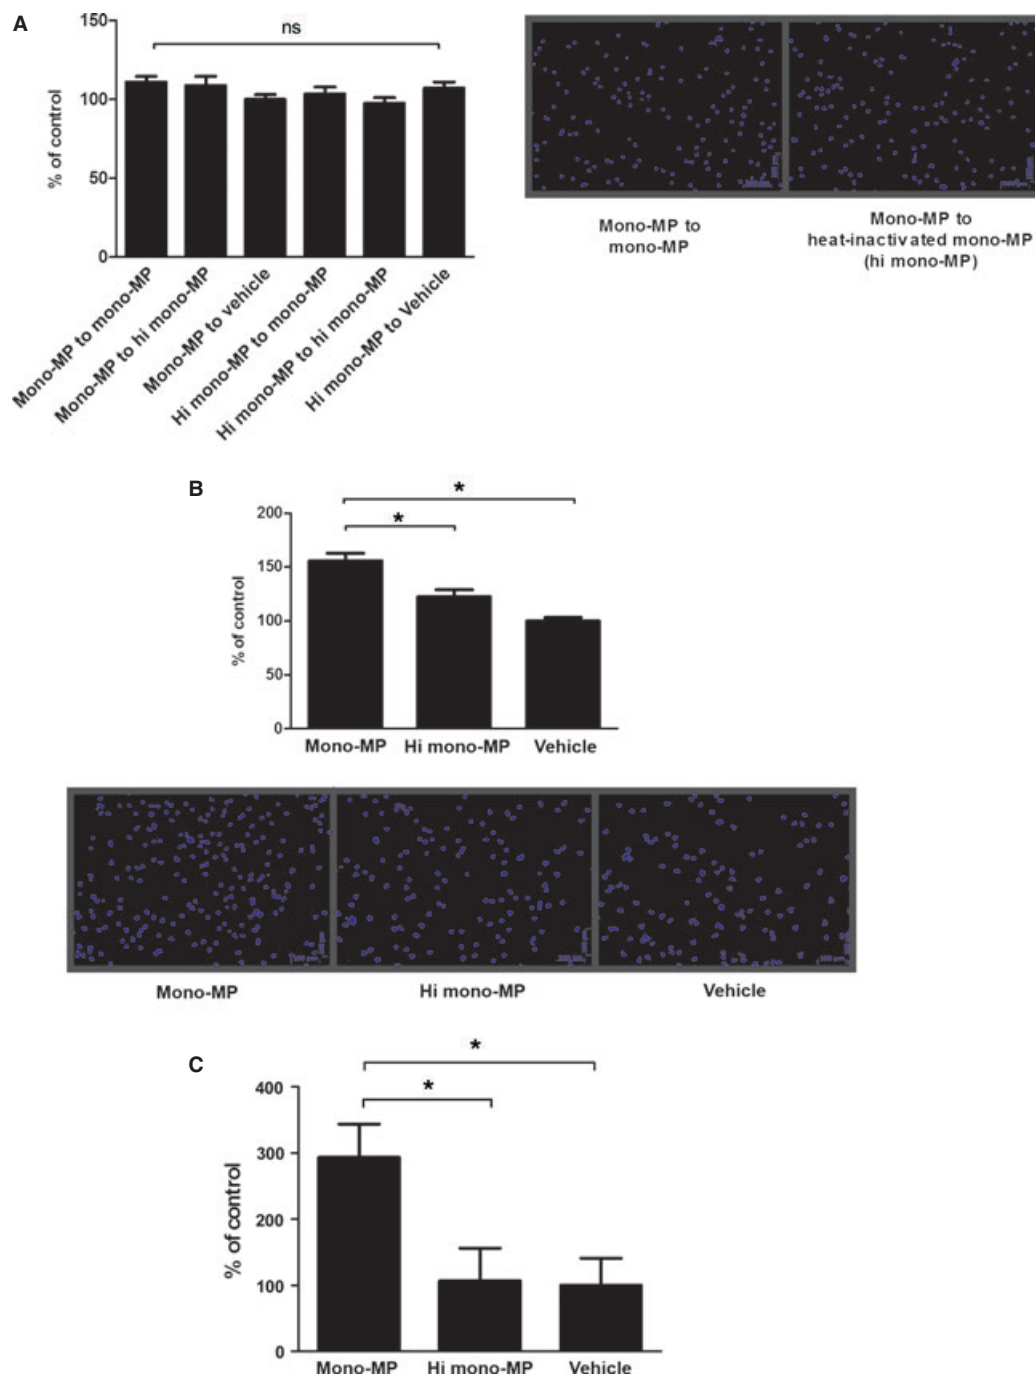 A
150
ns
100
50
0
% of control
Mono-MP to mono-MP
Mono-MP to hi mono-MP
Mono-MP to vehicle
Hi mono-MP to mono-MP
Hi mono-MP to hi mono-MP
Hi mono-MP to Vehicle
Mono-MP to
mono-MP
Mono-MP to
heat-inactivated mono-MP
(hi mono-MP)
B
*
*
200
150
100
50
0
% of control
Mono-MP
Hi mono-MP
Vehicle
Mono-MP
Hi mono-MP
Vehicle
C
*
*
400
300
200
100
0
% of control
Mono-MP
Hi mono-MP
Vehicle